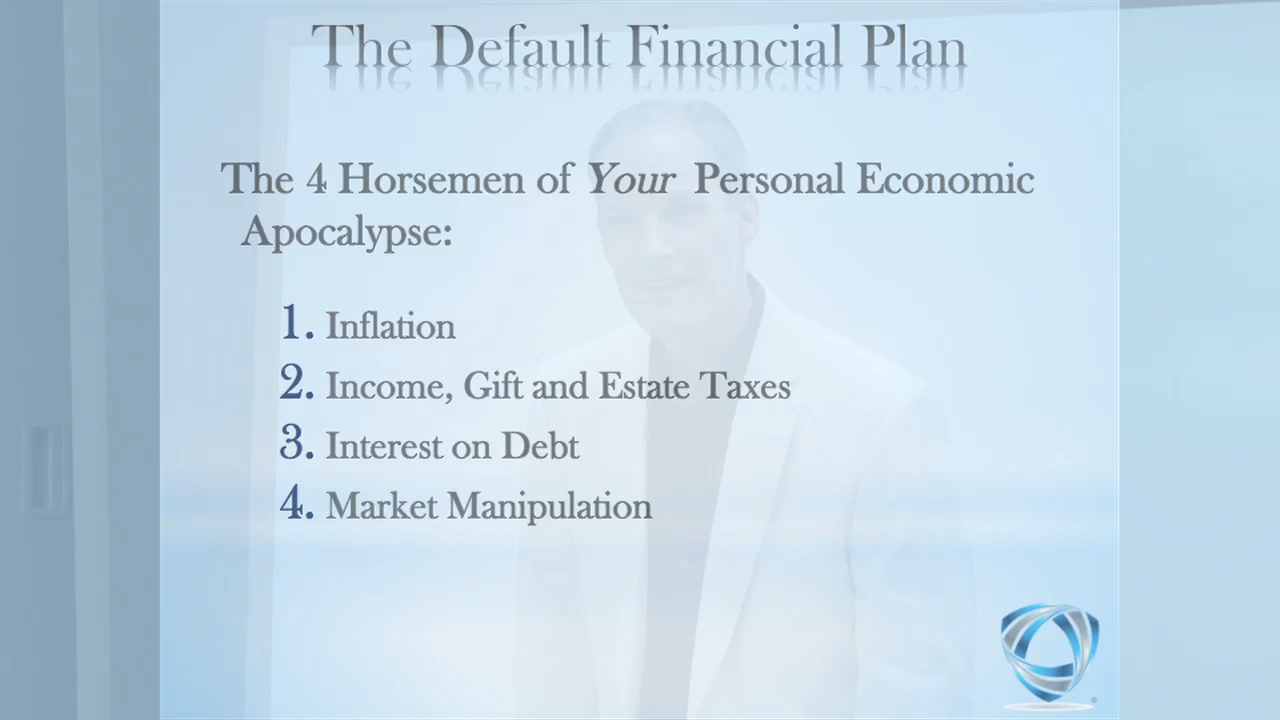 The Default Financial Plan
The 4 Horsemen of Your Personal Economic
Apocalypse:
1. Inflation
2. Income, Gift and Estate Taxes
3. Interest on Debt
4. Market Manipulation
®